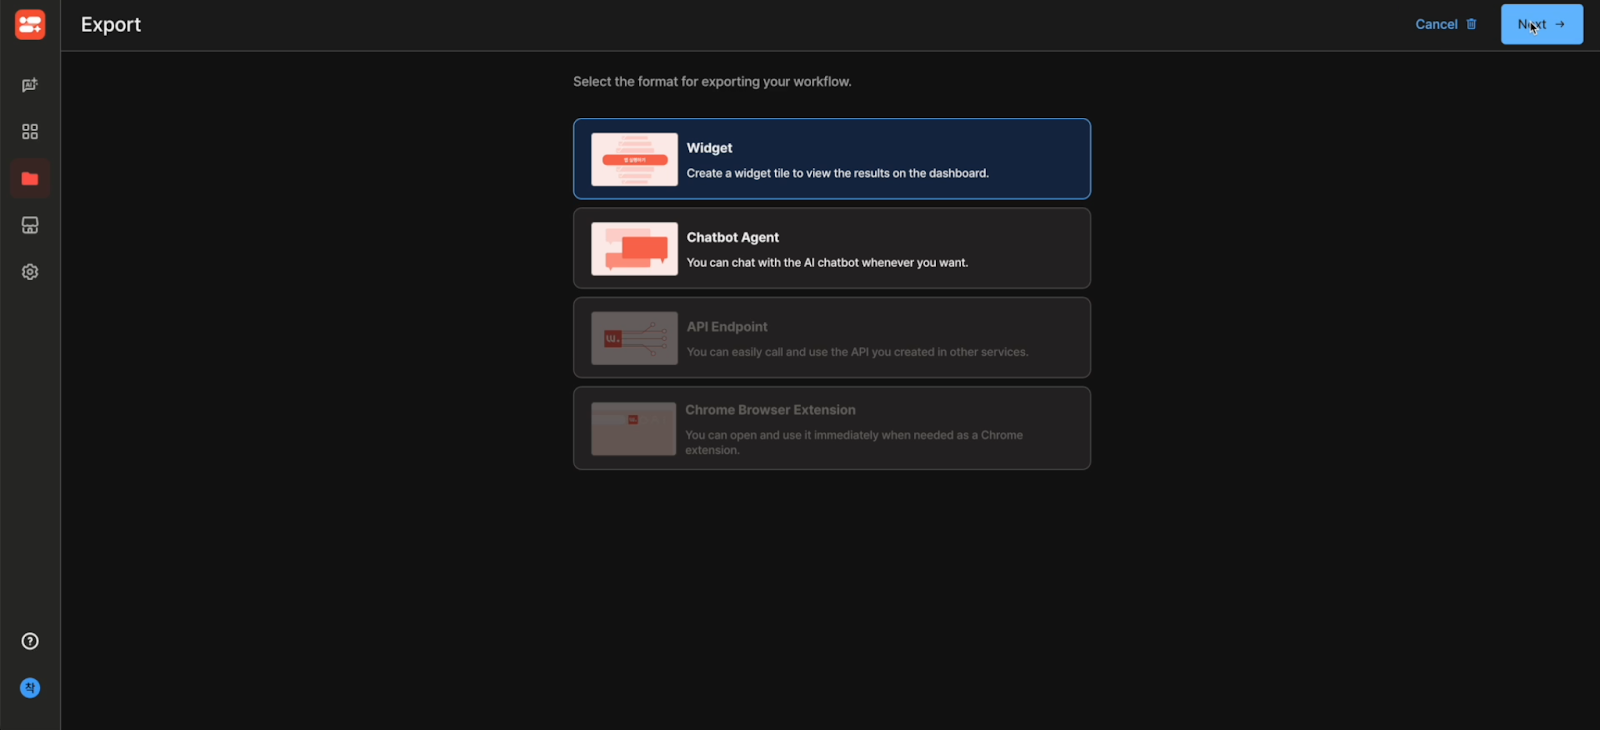 Export
Cancel
Next →
Select the format for exporting your workflow.
Widget
Create a widget tile to view the results on the dashboard.
Chatbot Agent
You can chat with the AI chatbot whenever you want.
w.
API Endpoint
You can easily call and use the API you created in other services.
Chrome Browser Extension
You can open and use it immediately when needed as a Chrome
extension.
AI
?
착